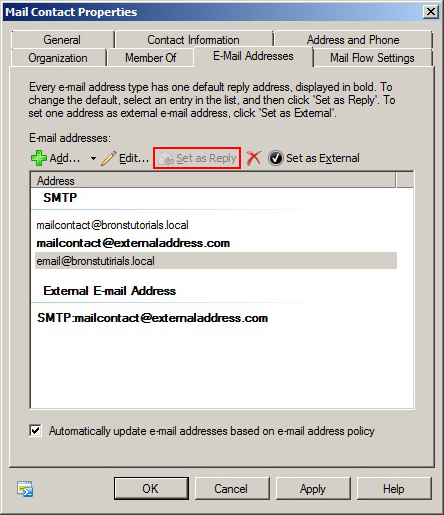 Mail Contact Properties
General Contact Information Address and Phone
Organization Member Of E-Mail Addresses Mail Flow Settings
Every e-mail address type has one default reply address, displayed in bold. To
change the default, select an entry in the list, and then click 'Set as Reply'. To
set one address as external e-mail address, click 'Set as External'.
E-mail addresses:
Add... Edit... Set as Reply Set as External
Address
SMTP
mailcontact@bronstutorials.local
mailcontact@externaladdress.com
email@bronstutirials.local
External E-mail Address
SMTP:mailcontact@externaladdress.com
Automatically update e-mail addresses based on e-mail address policy
OK Cancel Apply Help